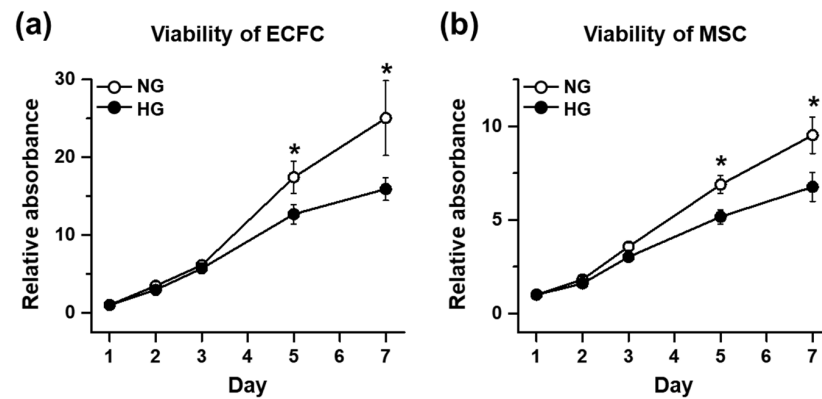 (a)
Viability of ECFC
NG
HG
*
*
30
20
10
0
Relative absorbance
1 2 3 4 5 6 7
Day
(b)
Viability of MSC
NG
HG
*
*
10
5
0
Relative absorbance
1 2 3 4 5 6 7
Day